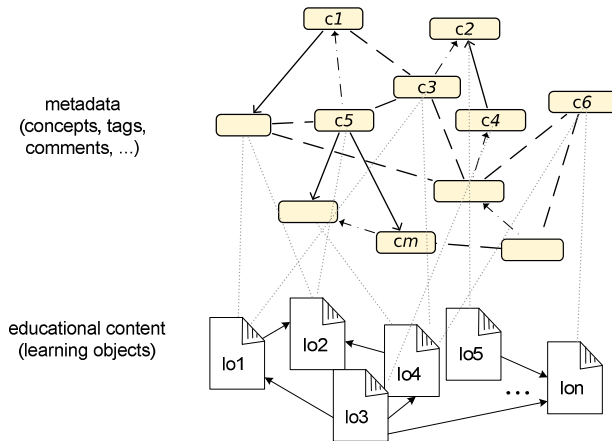 c1
c2
c3
metadata
(concepts, tags,
comments, ...)
c5
c4
c6
cm
educational content
(learning objects)
lo1
lo2
lo4
lo5
lo3
...
lon